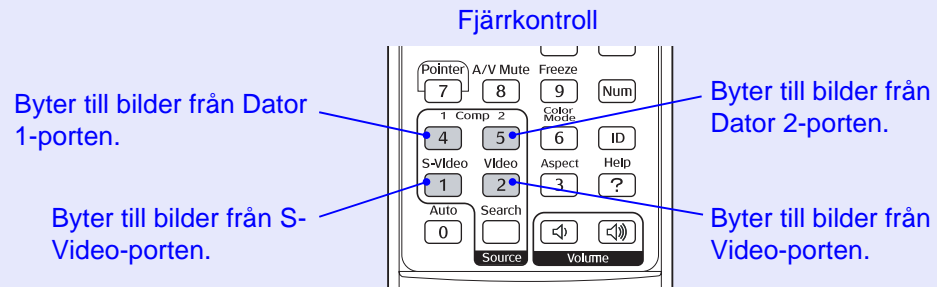 Fjärrkontroll
Pointer A/V Mute Freeze
7 8 9 Num
Byter till bilder från Dator
1-porten.
Byter till bilder från
Dator 2-porten.
1 Comp 2 Color
Mode
4 5 6 ID
S-Video Video Aspect Help
1 2 3 ?
Byter till bilder från S-
Video-porten.
Byter till bilder från
Video-porten.
Auto Search
0
Source Volume